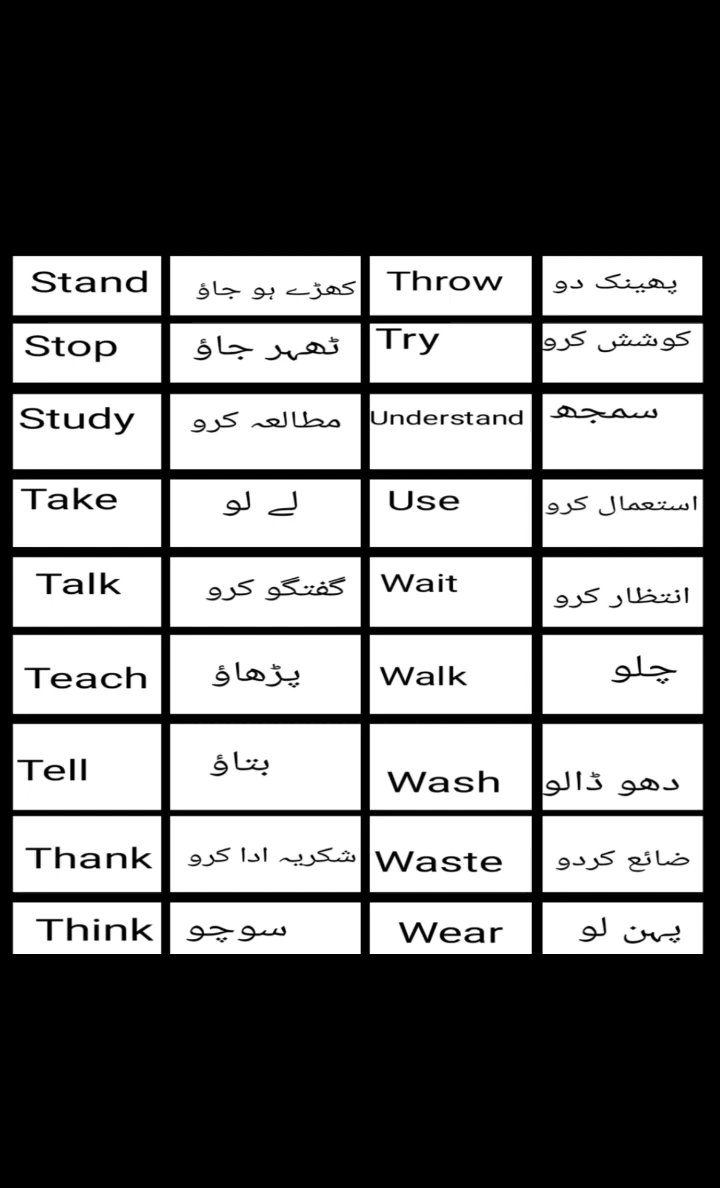 Stand کھڑے ہو جاؤ Throw پھینک دو
Stop ٹھہر جاؤ Try کوشش کرو
Study مطالعہ کرو Understand سمجھ
Take لے لو Use استعمال کرو
Talk گفتگو کرو Wait انتظار کرو
Teach پڑھاؤ Walk چلو
Tell بتاؤ Wash دھو ڈالو
Thank شکریہ ادا کرو Waste ضائع کردو
Think سوچو Wear پہن لو